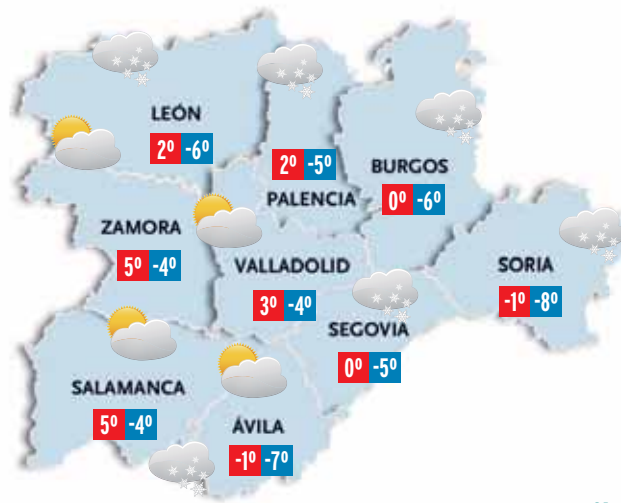 LEÓN
2º -6º
2º -5º
PALENCIA
BURGOS
0º -6º
ZAMORA
5º -4º
VALLADOLID
3º -4º
SORIA
-1º -8º
SEGOVIA
0º -5º
SALAMANCA
5º -4º
ÁVILA
-1º -7º